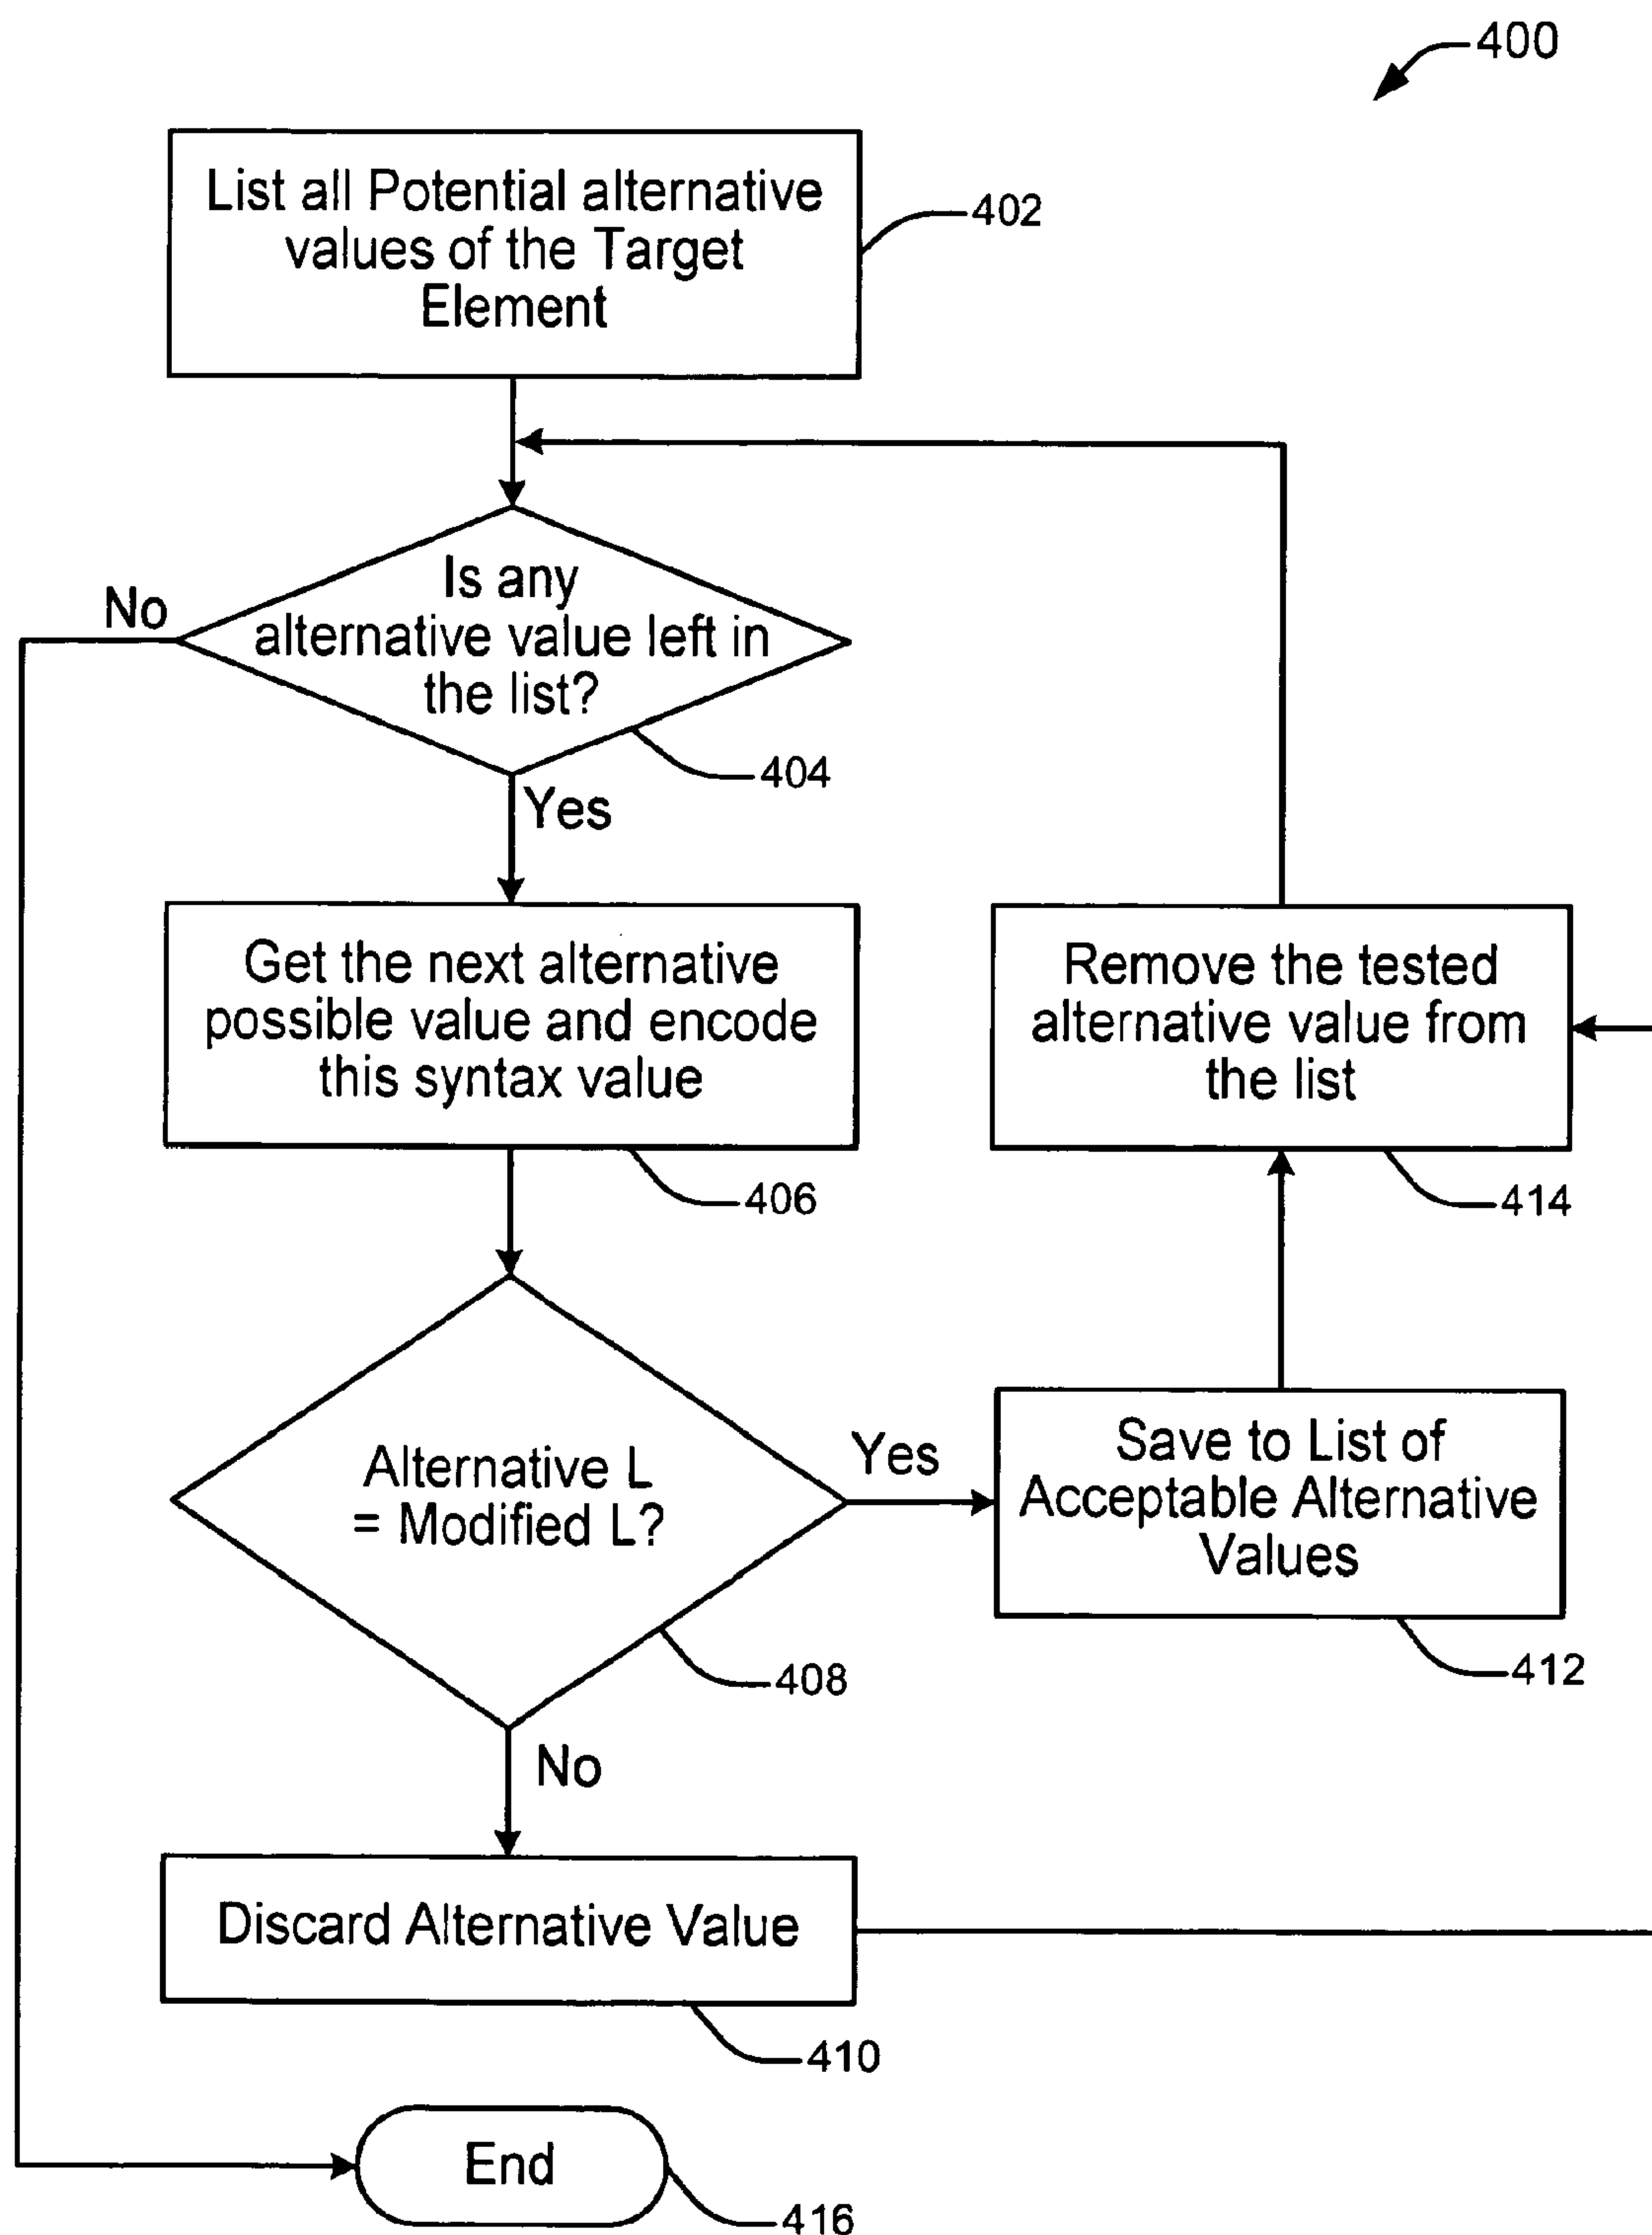 400
List all Potential alternative
values of the Target
Element
402
Is any
alternative value left in
the list?
No
404
Yes
Get the next alternative
possible value and encode
this syntax value
406
Remove the tested
alternative value from
the list
414
Alternative L
= Modified L?
Yes
408
Save to List of
Acceptable Alternative
Values
412
No
Discard Alternative Value
410
End
416